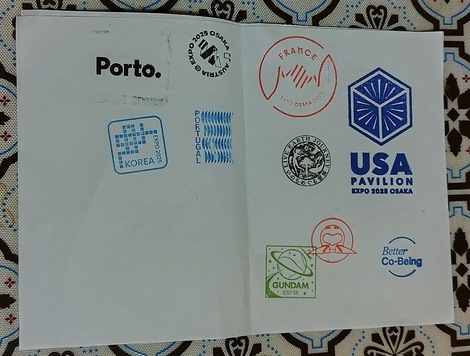 Porto.
AUSTRIA @ EXPO 2025 OSAKA
KOREA
EXPO 2025
PORTUGAL
FRANCE
EXPO OSAKA 2025
USA
PAVILION
EXPO 2025 OSAKA
Better
Co-Being
GUNDAM